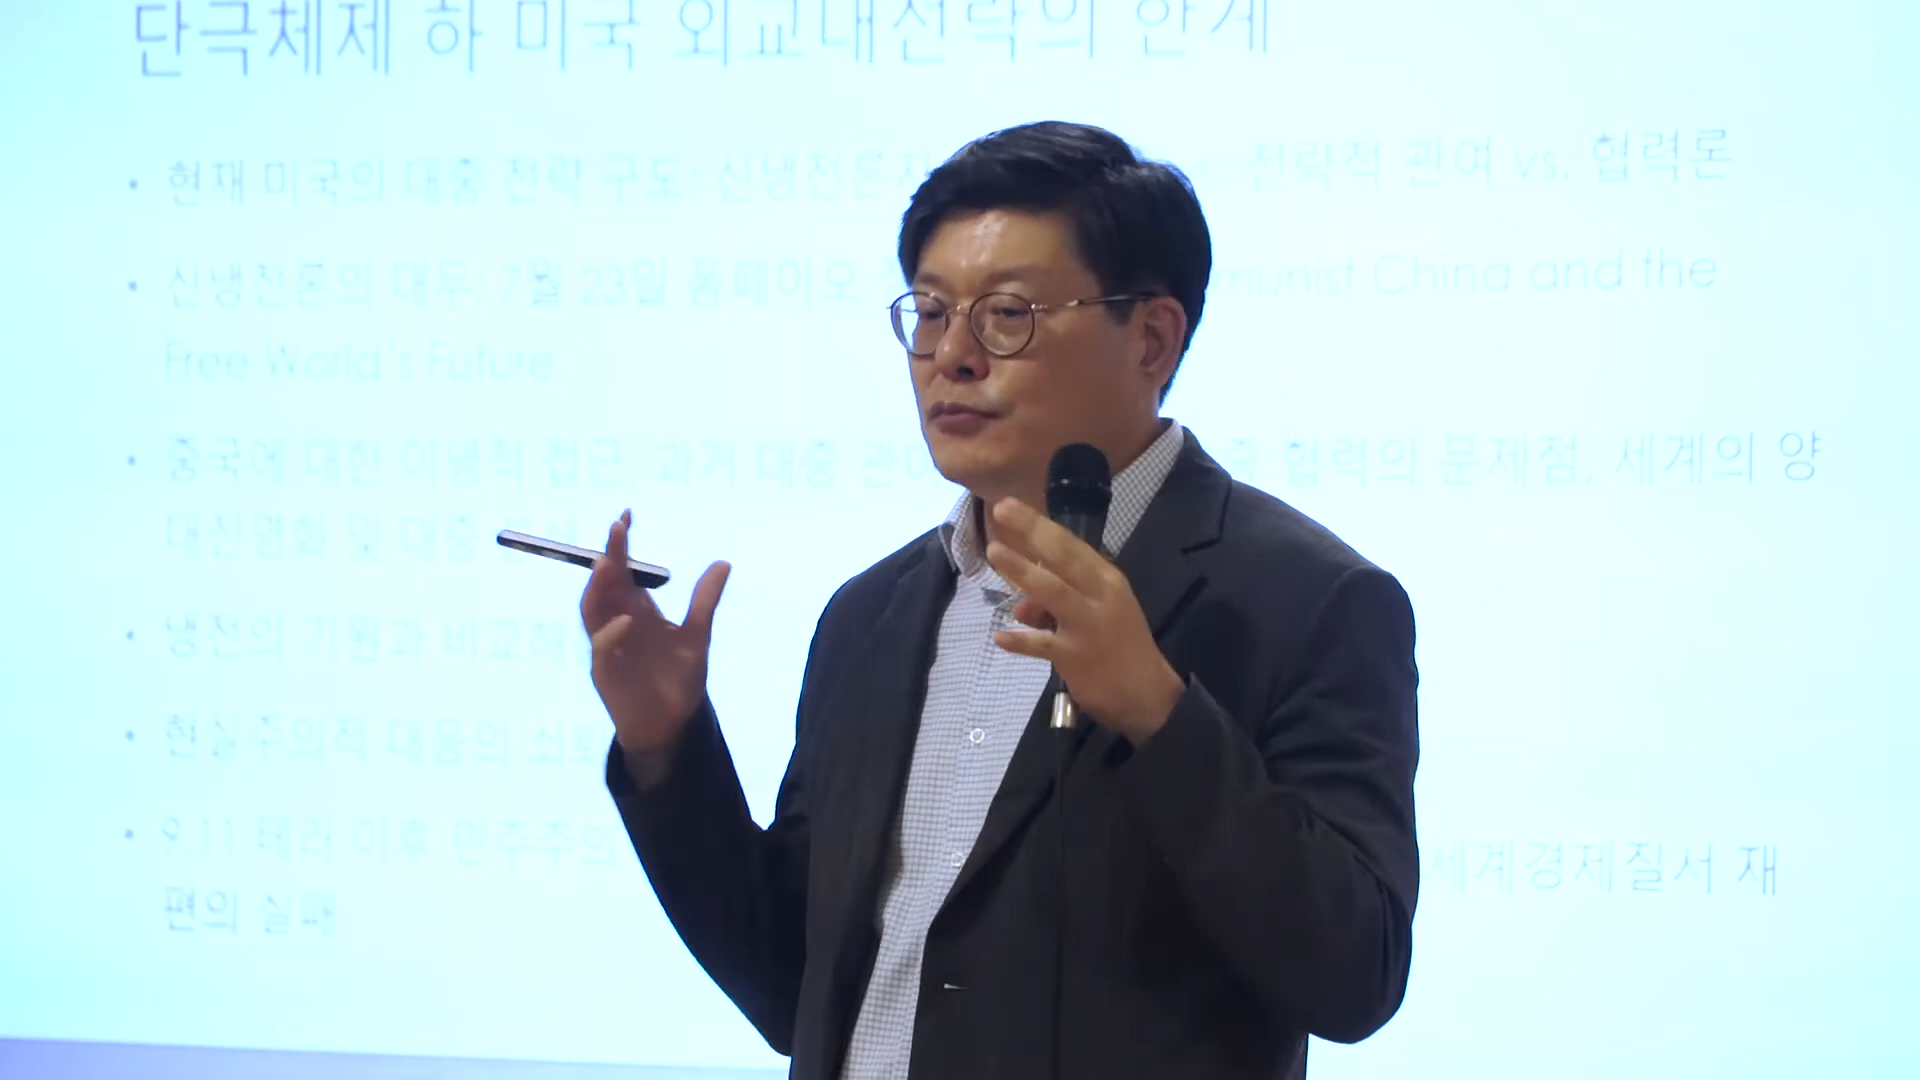 단극체제 하 미국 외교대전략의 한계
• 현재 미국의 대중 전략 구도: 신냉전론자 전략적 관여 vs. 협력론
• 신냉전론의 대두: 7월 23일 폼페이오 China and the
Free World's Future
• 중국에 대한 이념적 접근, 과거 대중 협력의 문제점, 세계의 양
대진영화 및 대중
• 냉전의 기원과
• 현실주의적 대응의 쇠퇴
• 9.11 테러 이후 민주주의 세계경제질서 재
편의 실패